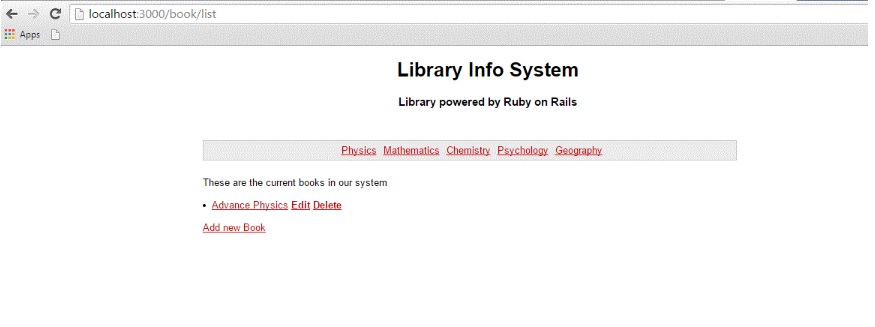 localhost:3000/book/list
Apps
Library Info System
Library powered by Ruby on Rails
Physics Mathematics Chemistry Psychology Geography
These are the current books in our system
• Advance Physics Edit Delete
Add new Book